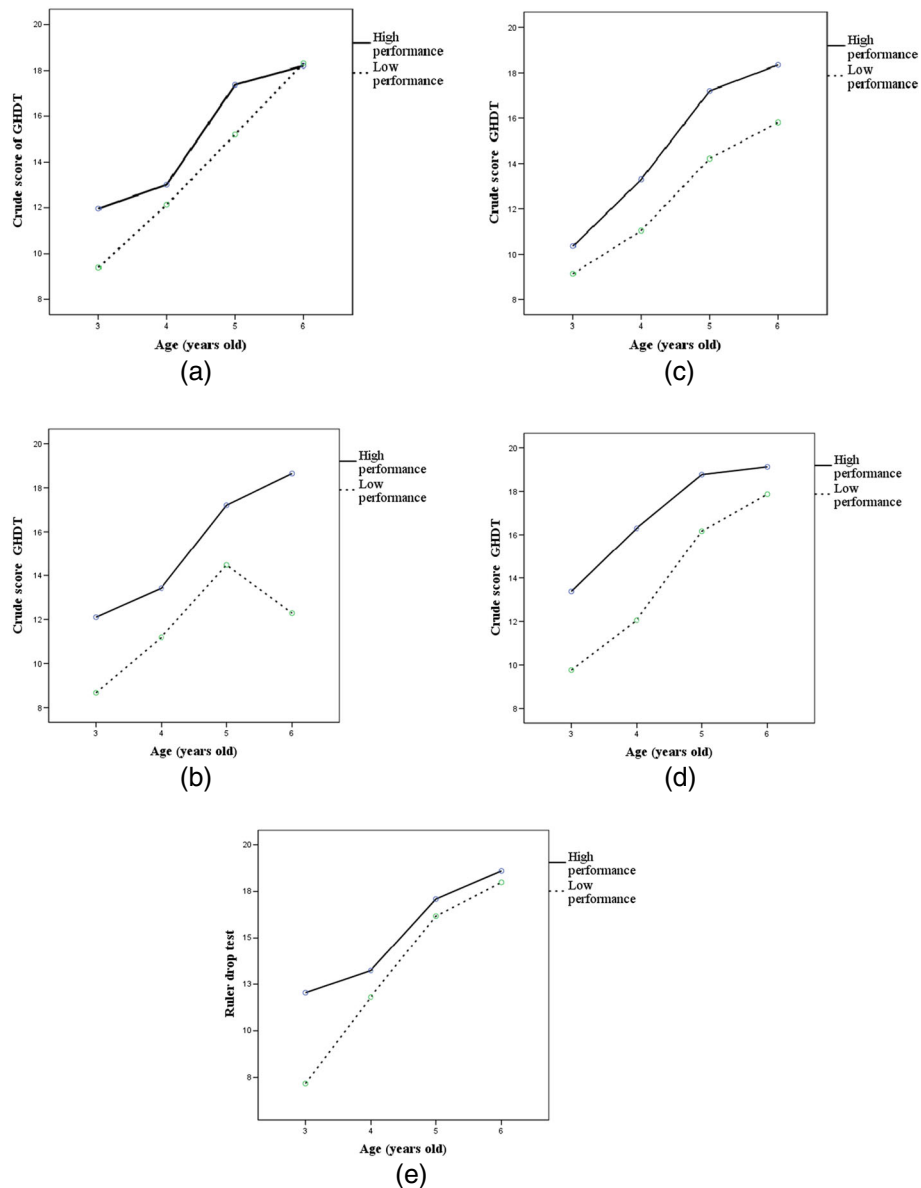 20
18
16
14
12
10
8
Crude score of GHDT
3 4 5 6
Age (years old)
High
performance
Low
performance
(a)
20
18
16
14
12
10
8
Crude score GHDT
3 4 5 6
Age (years old)
High
performance
Low
performance
(c)
20
18
16
14
12
10
8
Crude score GHDT
3 4 5 6
Age (years old)
High
performance
Low
performance
(b)
20
18
16
14
12
10
8
Crude score GHDT
3 4 5 6
Age (years old)
High
performance
Low
performance
(d)
20
18
15
13
10
8
Ruler drop test
3 4 5 6
Age (years old)
High
performance
Low
performance
(e)